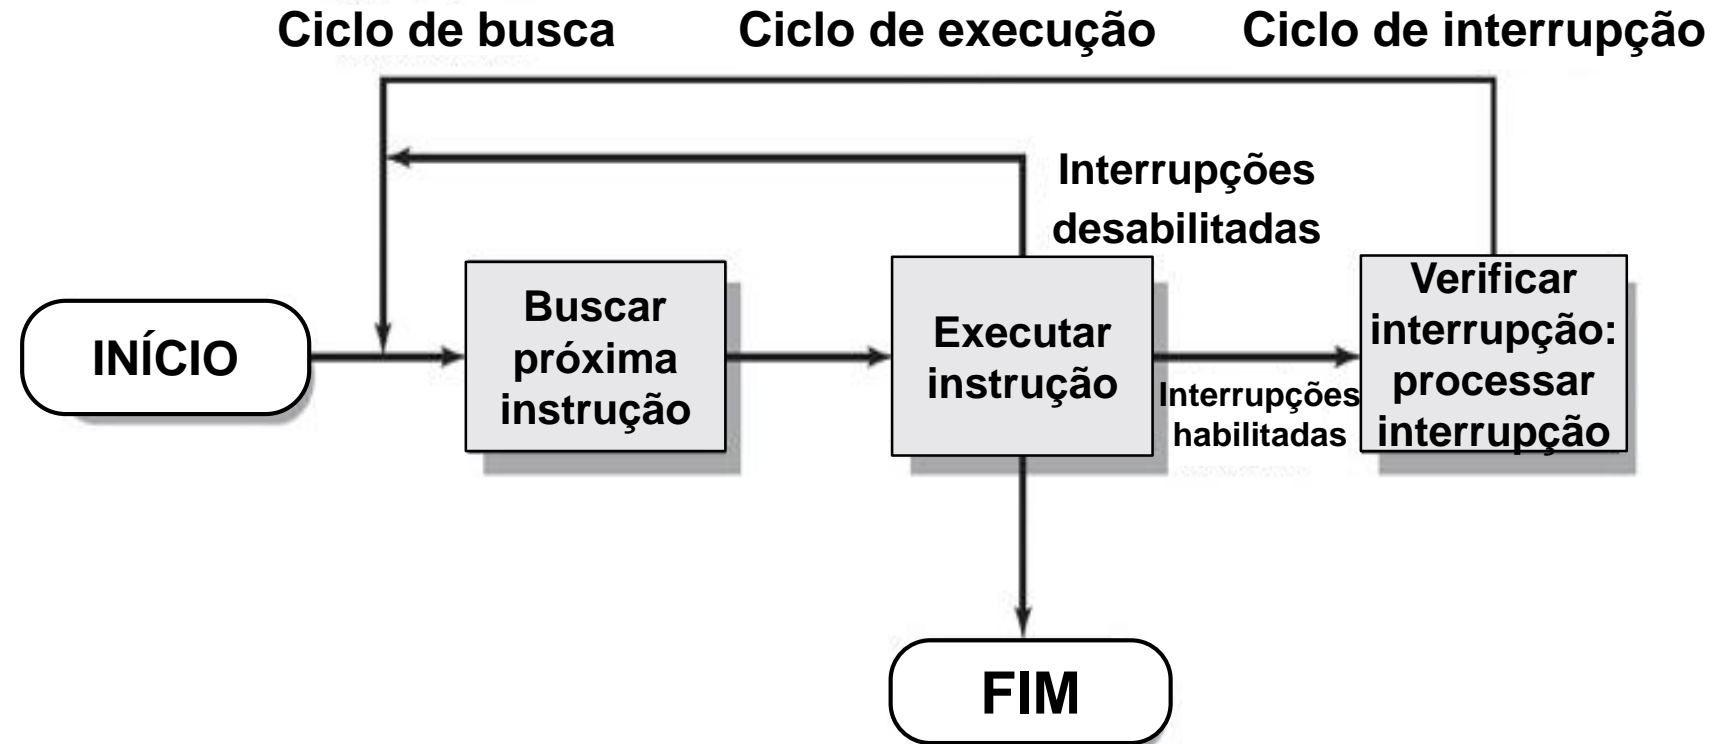 Ciclo de busca
Ciclo de execução
Ciclo de interrupção
Interrupções
desabilitadas
INÍCIO
Buscar
próxima
instrução
Executar
instrução
Interrupções
habilitadas
Verificar
interrupção:
processar
interrupção
FIM